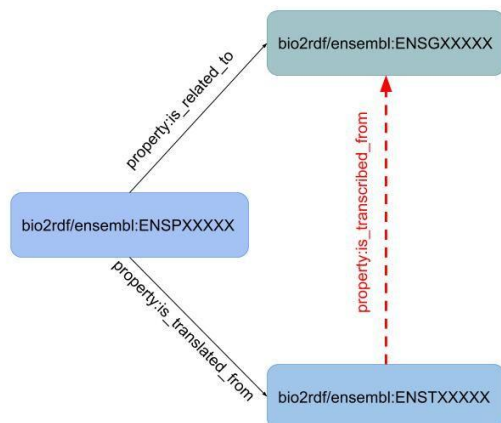 bio2rdf/ensembl:ENSGXXXXX
property:is_related_to
property:is_transcribed_from
bio2rdf/ensembl:ENSPXXXXX
property:is_translated_from
bio2rdf/ensembl:ENSTXXXXX